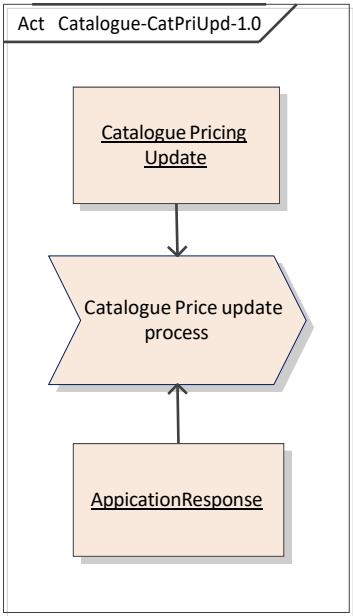 Act Catalogue-CatPriUpd-1.0
Catalogue Pricing
Update
Catalogue Price update
process
AppicationResponse